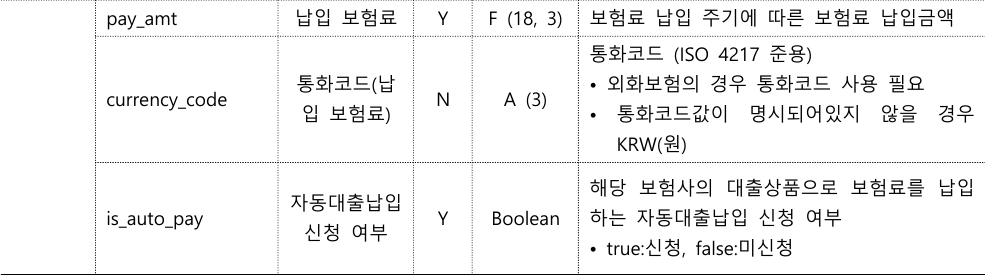 pay_amt 납입 보험료 Y F (18, 3) 보험료 납입 주기에 따른 보험료 납입금액
통화코드 (ISO 4217 준용)
통화코드(납 • 외화보험의 경우 통화코드 사용 필요
currency_code N A (3)
입 보험료) • 통화코드값이 명시되어있지 않을 경우
KRW(원)
해당 보험사의 대출상품으로 보험료를 납입
자동대출납입
is_auto_pay Y Boolean 하는 자동대출납입 신청 여부
신청 여부
• true:신청, false:미신청